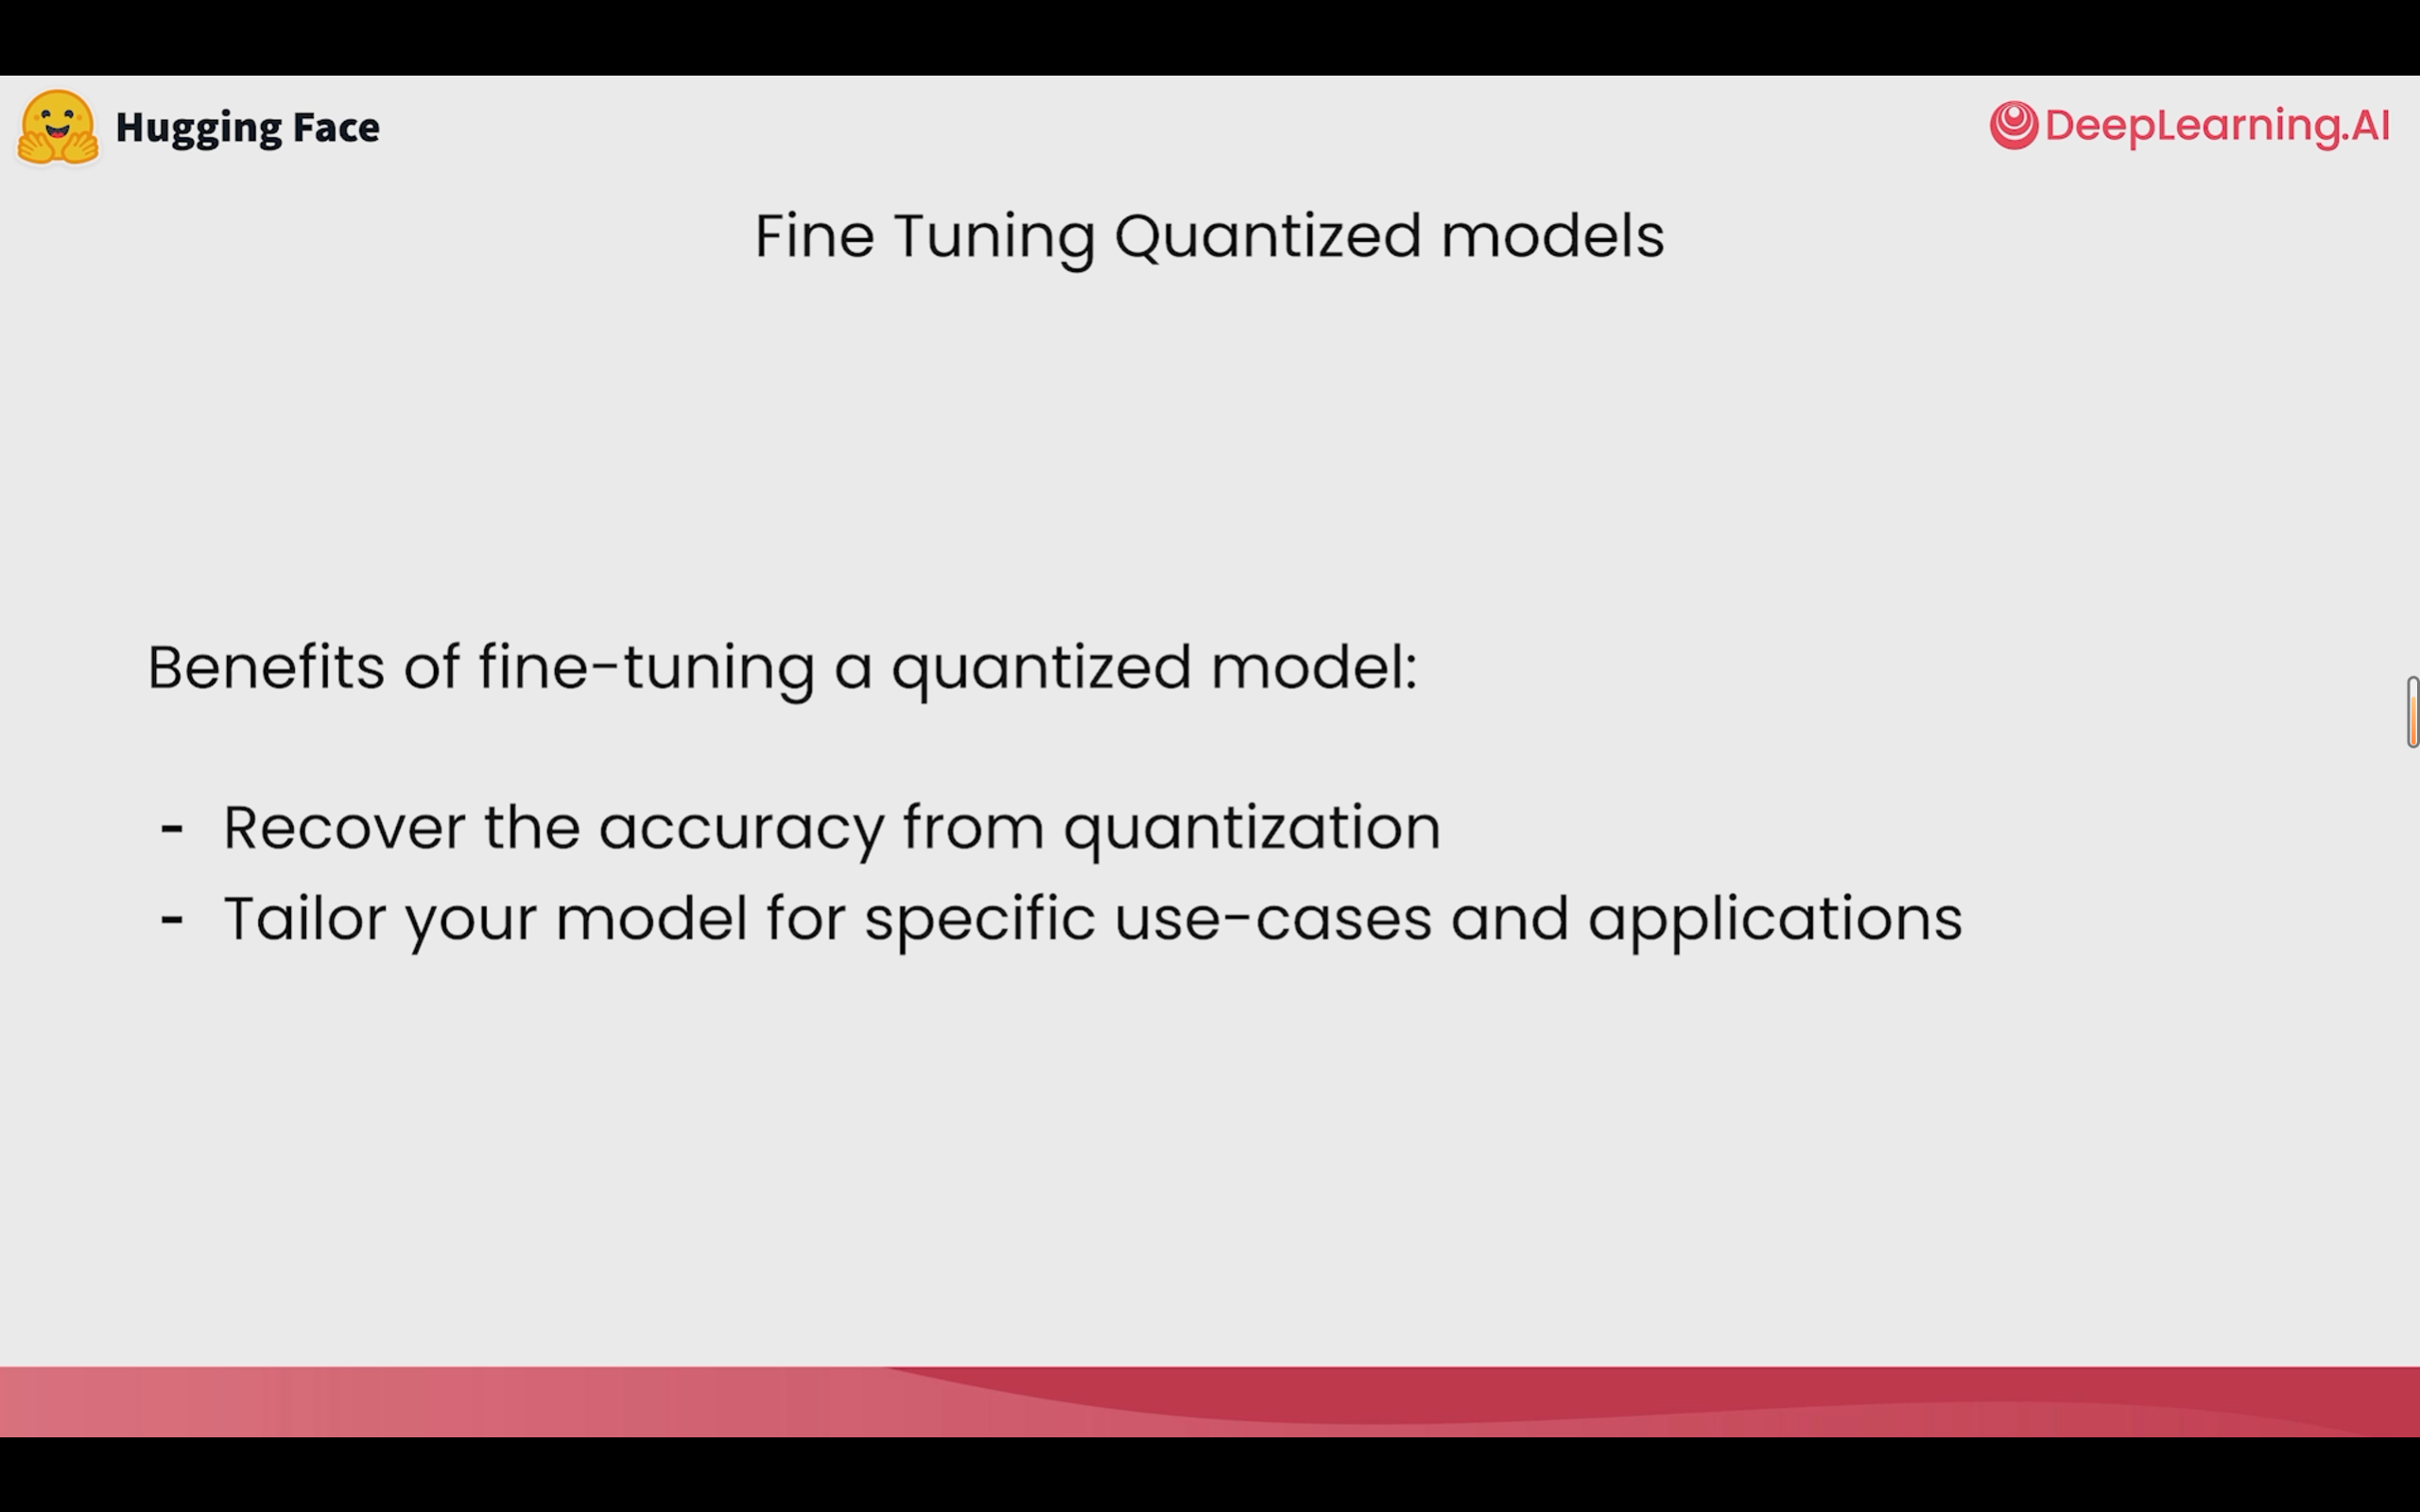 Hugging Face
DeepLearning.AI
Fine Tuning Quantized models
Benefits of fine-tuning a quantized model:
- Recover the accuracy from quantization
- Tailor your model for specific use-cases and applications